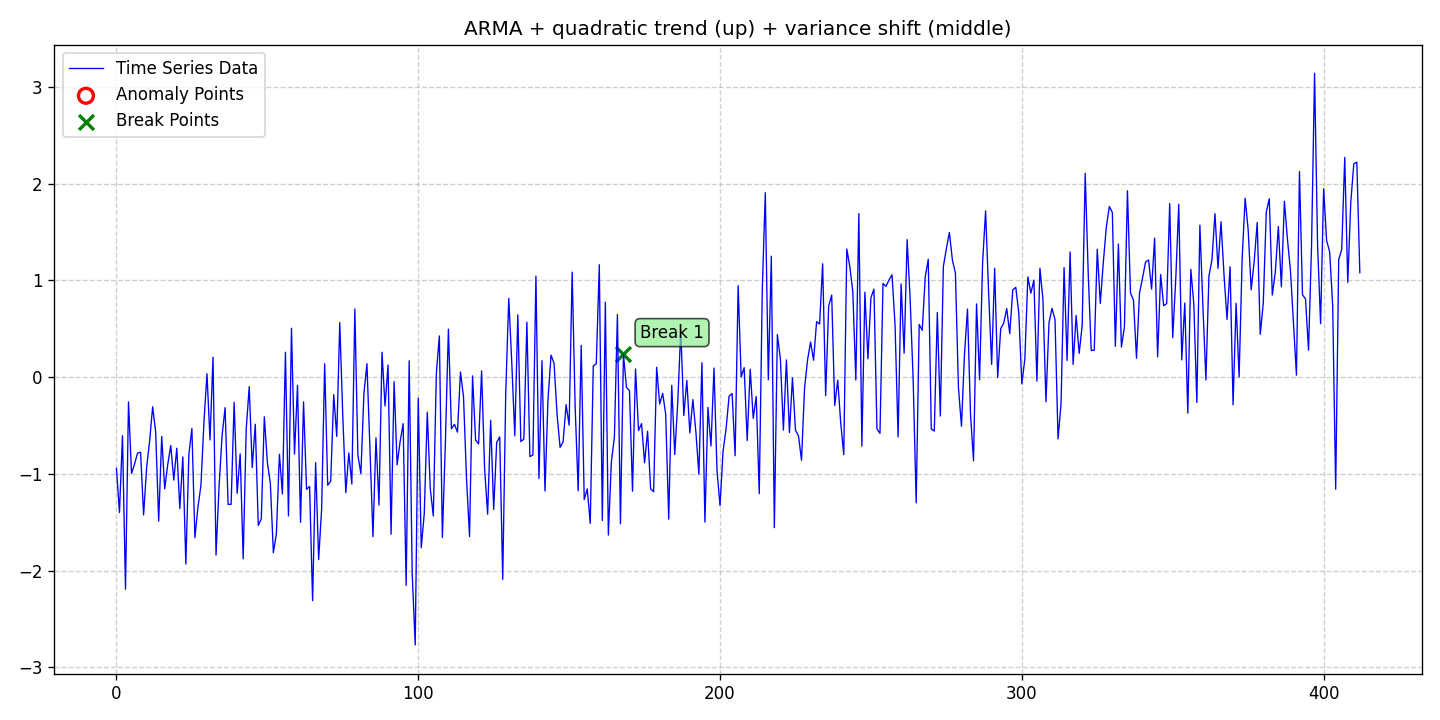 ARMA + quadratic trend (up) + variance shift (middle)
Time Series Data
Anomaly Points
Break Points
Break 1
3
2
1
0
−1
−2
−3
0
100
200
300
400